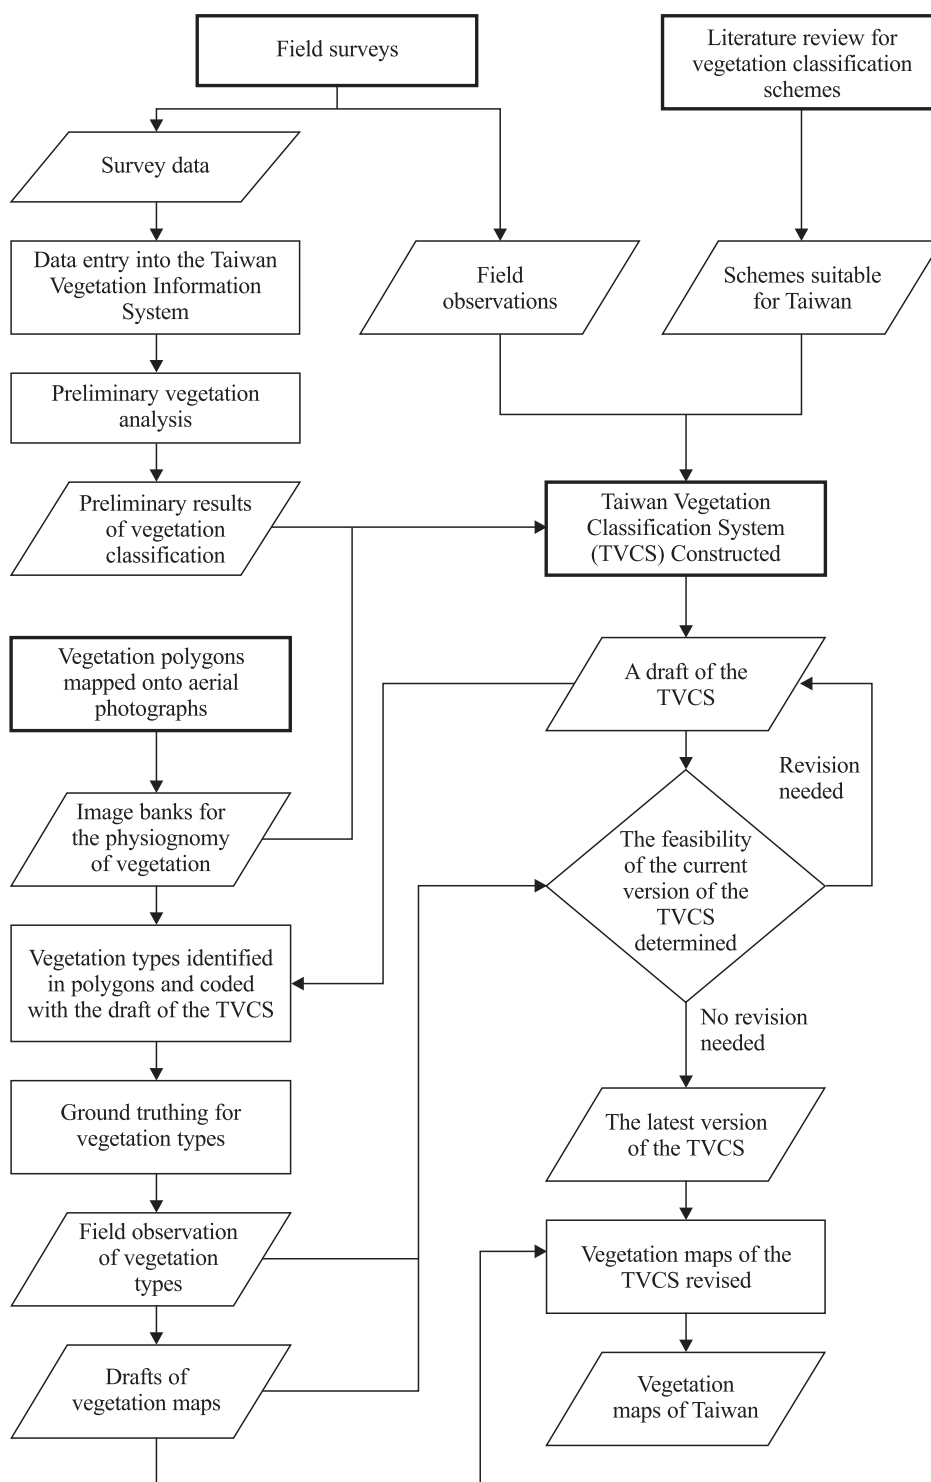 Field surveys
Literature review for
vegetation classification
schemes
Survey data
Data entry into the Taiwan
Vegetation Information
System
Field
observations
Schemes suitable
for Taiwan
Preliminary vegetation
analysis
Preliminary results
of vegetation
classification
Taiwan Vegetation
Classification System
(TVCS) Constructed
Vegetation polygons
mapped onto aerial
photographs
A draft of the
TVCS
Revision
needed
Image banks for
the physiognomy
of vegetation
The feasibility
of the current
version of the
TVCS
determined
Vegetation types identified
in polygons and coded
with the draft of the TVCS
No revision
needed
Ground truthing for
vegetation types
The latest version
of the TVCS
Field observation
of vegetation
types
Vegetation maps of the
TVCS revised
Drafts of
vegetation maps
Vegetation
maps of Taiwan